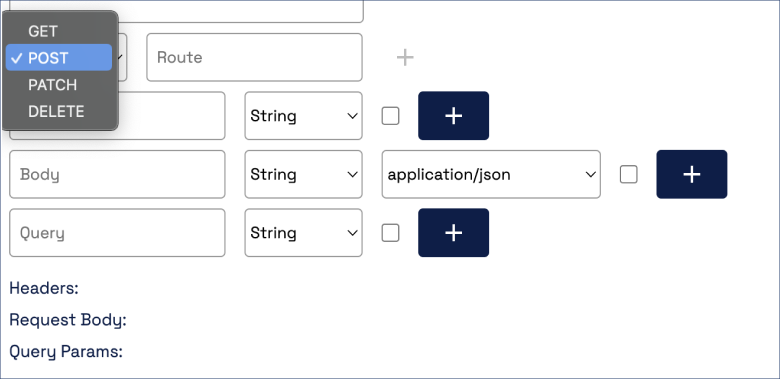 GET
✓ POST
PATCH
DELETE
Route +
String +
Body String application/json +
Query String +
Headers:
Request Body:
Query Params: